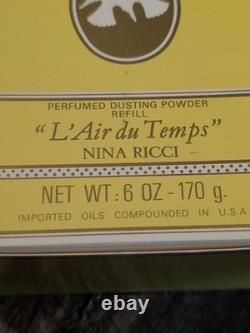 PERFUMED DUSTING POWDER
REFILL
"L'Air du Temps"
NINA RICCI
NET WT: 6 OZ - 170 g.
IMPORTED OILS COMPOUNDED IN U.S.A.